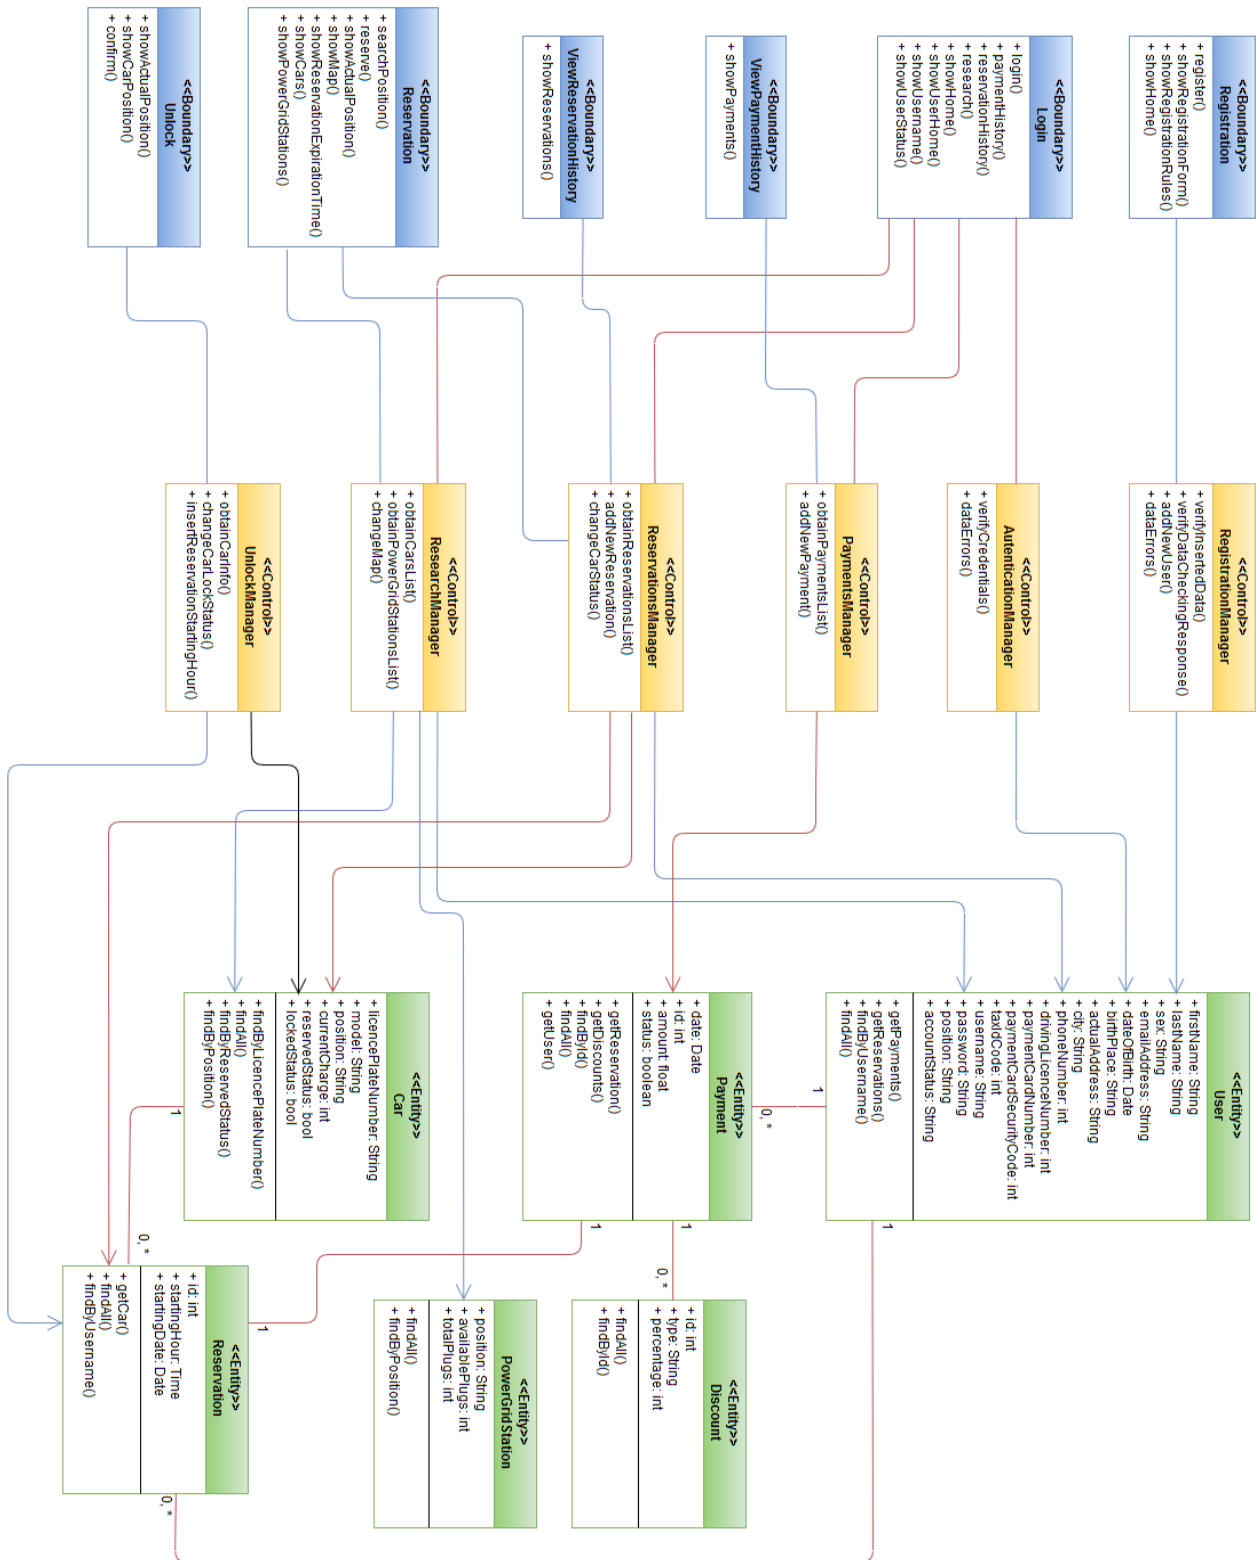 <<Boundary>>
Registration
+ register()
+ showRegistrationForm()
+ showRegistrationRules()
+ showHome()
<<Boundary>>
Login
+ login()
+ paymentHistory()
+ reservationHistory()
+ research()
+ showHome()
+ showUserHome()
+ showUsername()
+ showUserStatus()
<<Boundary>>
ViewPaymentHistory
+ showPayments()
<<Boundary>>
ViewReservationHistory
+ showReservations()
<<Boundary>>
Reservation
+ searchPosition()
+ reserve()
+ showActualPosition()
+ showMap()
+ showReservationExpirationTime()
+ showCars()
+ showPowerGridStations()
<<Boundary>>
Unlock
+ showActualPosition()
+ showCarPosition()
+ confirm()
<<Control>>
RegistrationManager
+ verifyInsertedData()
+ verifyDataCheckingResponse()
+ addNewUser()
+ dataErrors()
<<Control>>
AutenticationManager
+ verifyCredentials()
+ dataErrors()
<<Control>>
PaymentsManager
+ obtainPaymentsList()
+ addNewPayment()
<<Control>>
ReservationsManager
+ obtainReservationsList()
+ addNewReservation()
+ changeCarStatus()
<<Control>>
ResearchManager
+ obtainCarsList()
+ obtainPowerGridStationsList()
+ changeMap()
<<Control>>
UnlockManager
+ obtainCarInfo()
+ changeCarLockStatus()
+ insertReservationStartingHour()
<<Entity>>
User
+ firstName: String
+ lastName: String
+ sex: String
+ emailAddress: String
+ dateOfBirth: Date
+ birthPlace: String
+ actualAddress: String
+ city: String
+ phoneNumber: int
+ drivingLicenceNumber: int
+ paymentCardNumber: int
+ paymentCardSecurityCode: int
+ taxIdCode: int
+ username: String
+ password: String
+ position: String
+ accountStatus: String
+ getPayments()
+ getReservations()
+ findByUsername()
+ findAll()
1
0, *
1
<<Entity>>
Payment
+ date: Date
+ id: int
+ amount: float
+ status: boolean
+ getReservation()
+ getDiscounts()
+ findById()
+ findAll()
+ getUser()
1
1
<<Entity>>
Car
+ licencePlateNumber: String
+ model: String
+ position: String
+ currentCharge: int
+ reservedStatus: bool
+ lockedStatus: bool
+ findByLicencePlateNumber()
+ findAll()
+ findByReservedStatus()
+ findByPosition()
1
0, *
0, *
<<Entity>>
Discount
+ id: int
+ type: String
+ percentage: int
+ findAll()
+ findById()
<<Entity>>
PowerGridStation
+ position: String
+ availablePlugs: int
+ totalPlugs: int
+ findAll()
+ findByPosition()
1
<<Entity>>
Reservation
+ id: int
+ startingHour: Time
+ startingDate: Date
+ getCar()
+ findAll()
+ findByUsername()
0, *